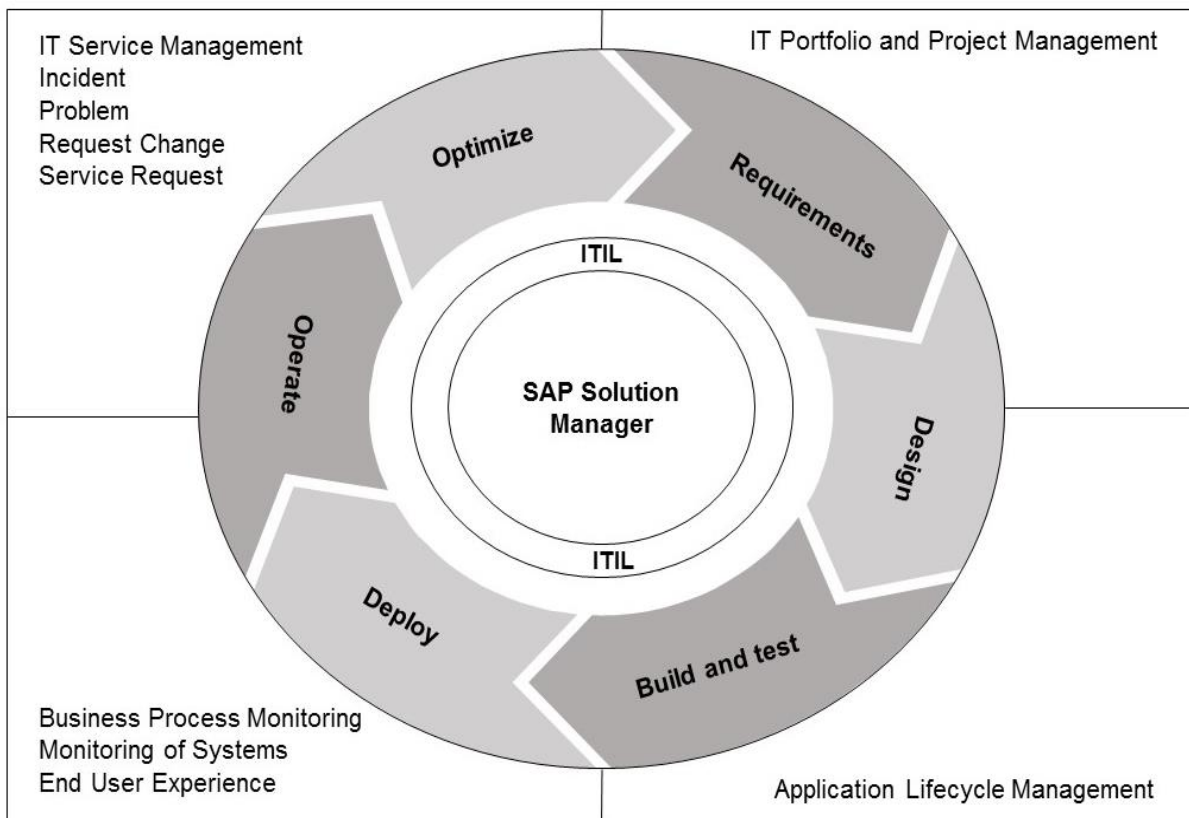 IT Service Management
Incident
Problem
Request Change
Service Request
IT Portfolio and Project Management
Optimize
Requirements
ITIL
Operate
SAP Solution
Manager
Design
ITIL
Deploy
Build and test
Business Process Monitoring
Monitoring of Systems
End User Experience
Application Lifecycle Management